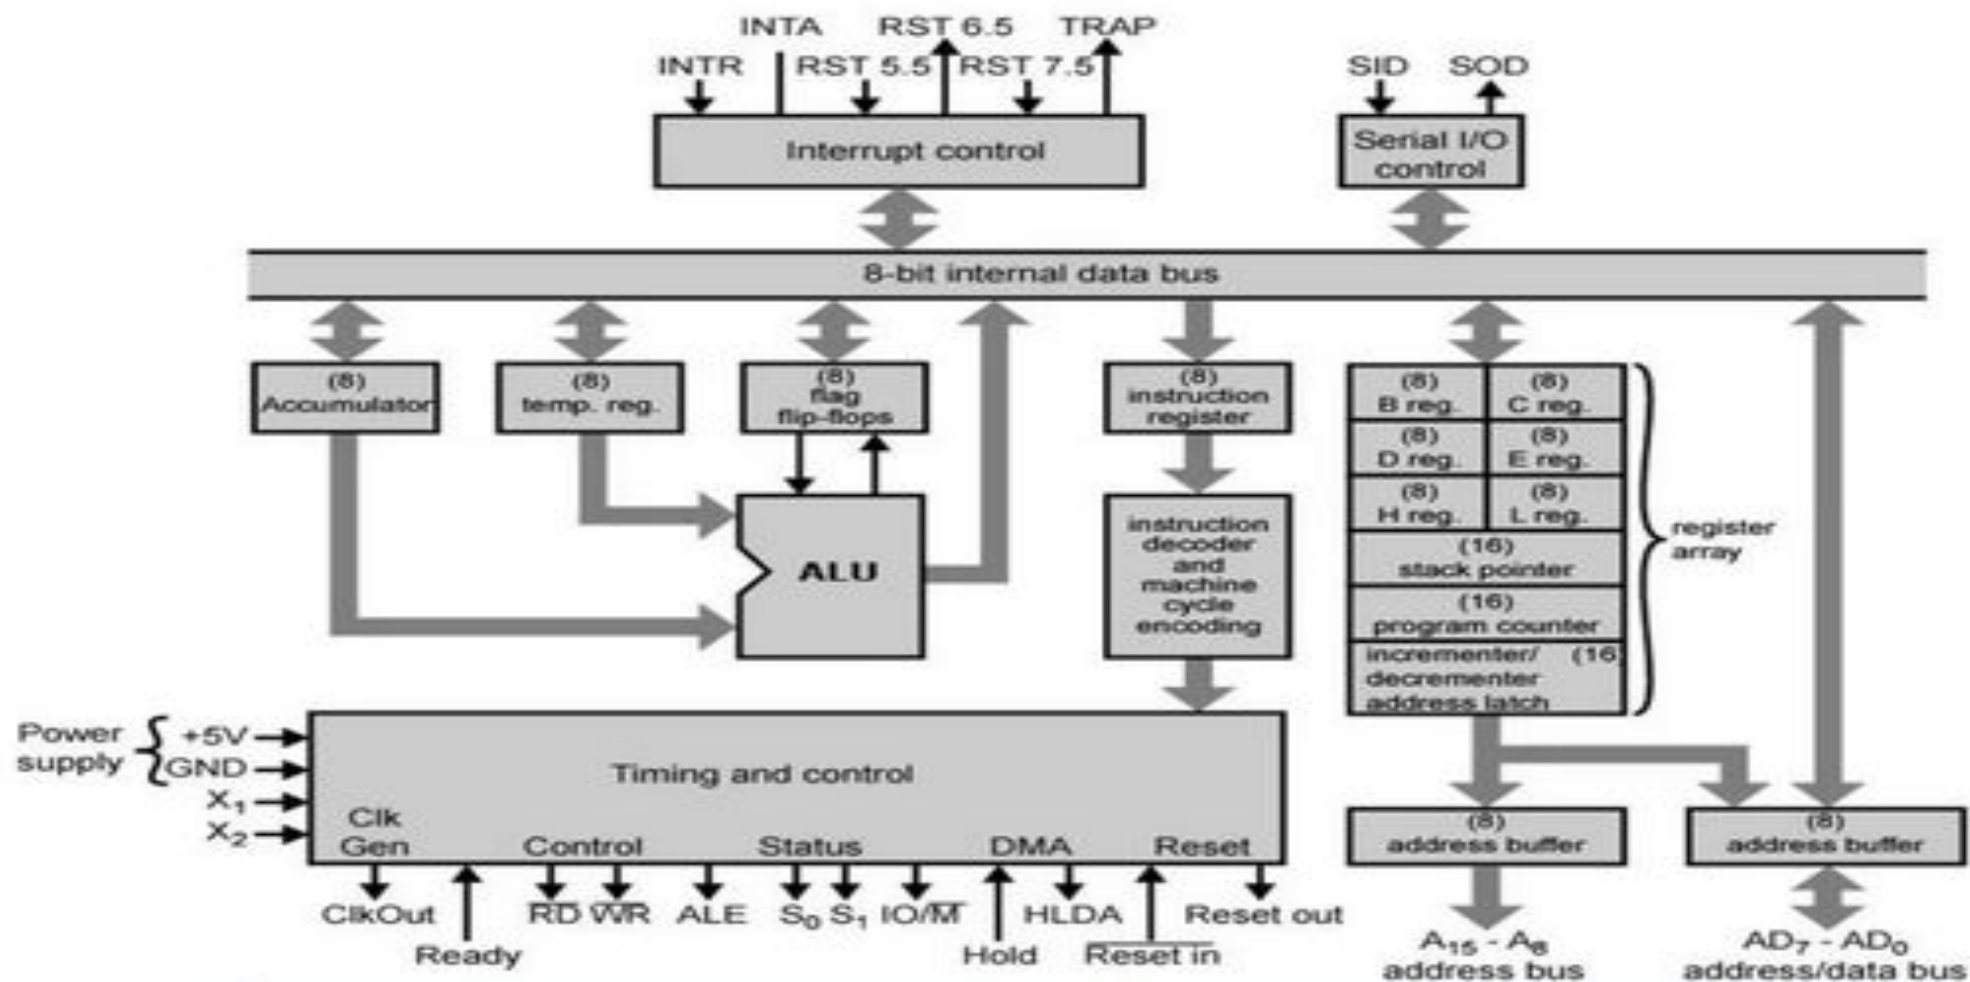 INTA RST 6.5 TRAP
INTR RST 5.5 RST 7.5 SID SOD
Interrupt control
Serial I/O
control
8-bit internal data bus
(8)
Accumulator
(8)
temp. reg.
(8)
flag
flip-flops
(8)
instruction
register
(8)
B reg.
(8)
C reg.
(8)
D reg.
(8)
E reg.
(8)
H reg.
(8)
L reg.
(16)
stack pointer
(16)
program counter
incrementer/ (16)
decrementer
address latch
register
array
ALU
instruction
decoder
and
machine
cycle
encoding
Power
supply
+5V
GND
X1
X2
Timing and control
Clk
Gen Control Status DMA Reset
ClkOut R̅D̅ W̅R̅ ALE S0 S1 IO/M̅ HLDA Reset out
Ready Hold R̅e̅s̅e̅t̅ i̅n̅
(8)
address buffer
(8)
address buffer
A15 - A8
address bus
AD7 - AD0
address/data bus